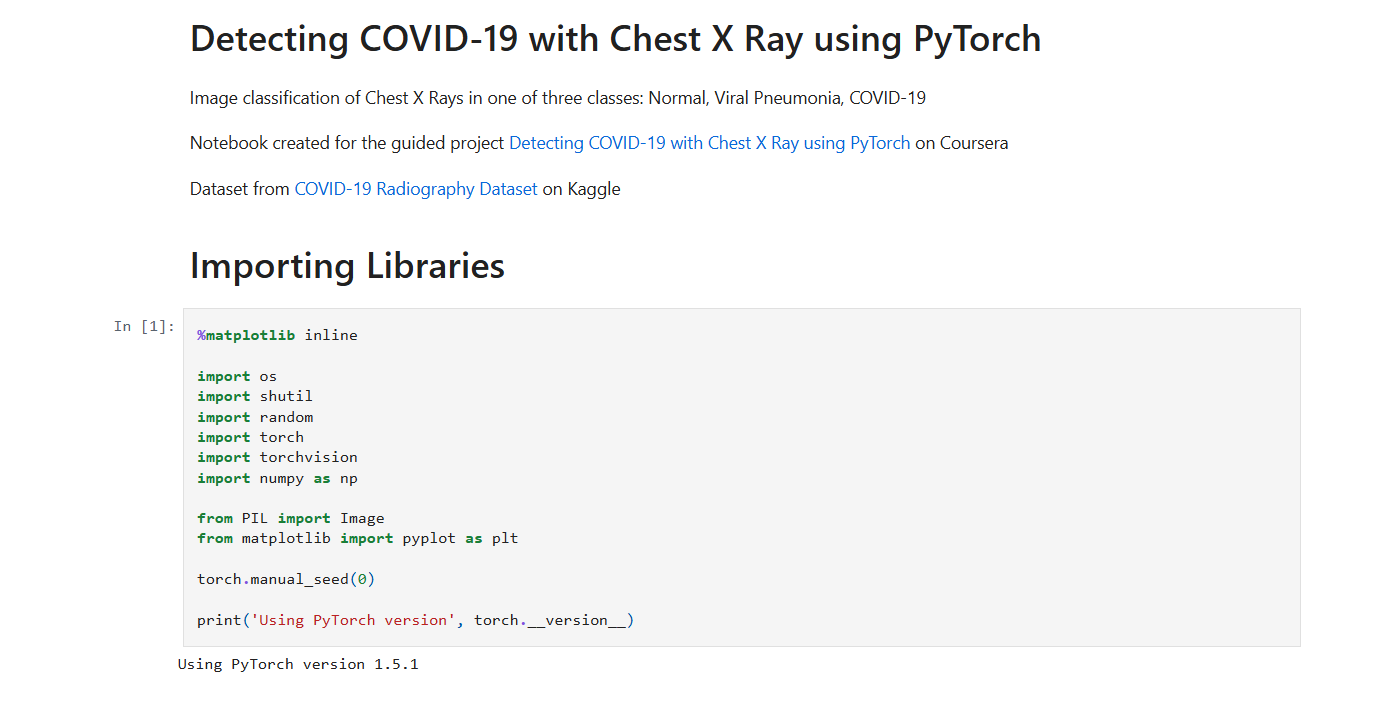 Detecting COVID-19 with Chest X Ray using PyTorch
Image classification of Chest X Rays in one of three classes: Normal, Viral Pneumonia, COVID-19
Notebook created for the guided project Detecting COVID-19 with Chest X Ray using PyTorch on Coursera
Dataset from COVID-19 Radiography Dataset on Kaggle
Importing Libraries
In [1]:
%matplotlib inline
import os
import shutil
import random
import torch
import torchvision
import numpy as np
from PIL import Image
from matplotlib import pyplot as plt
torch.manual_seed(0)
print('Using PyTorch version', torch.__version__)
Using PyTorch version 1.5.1